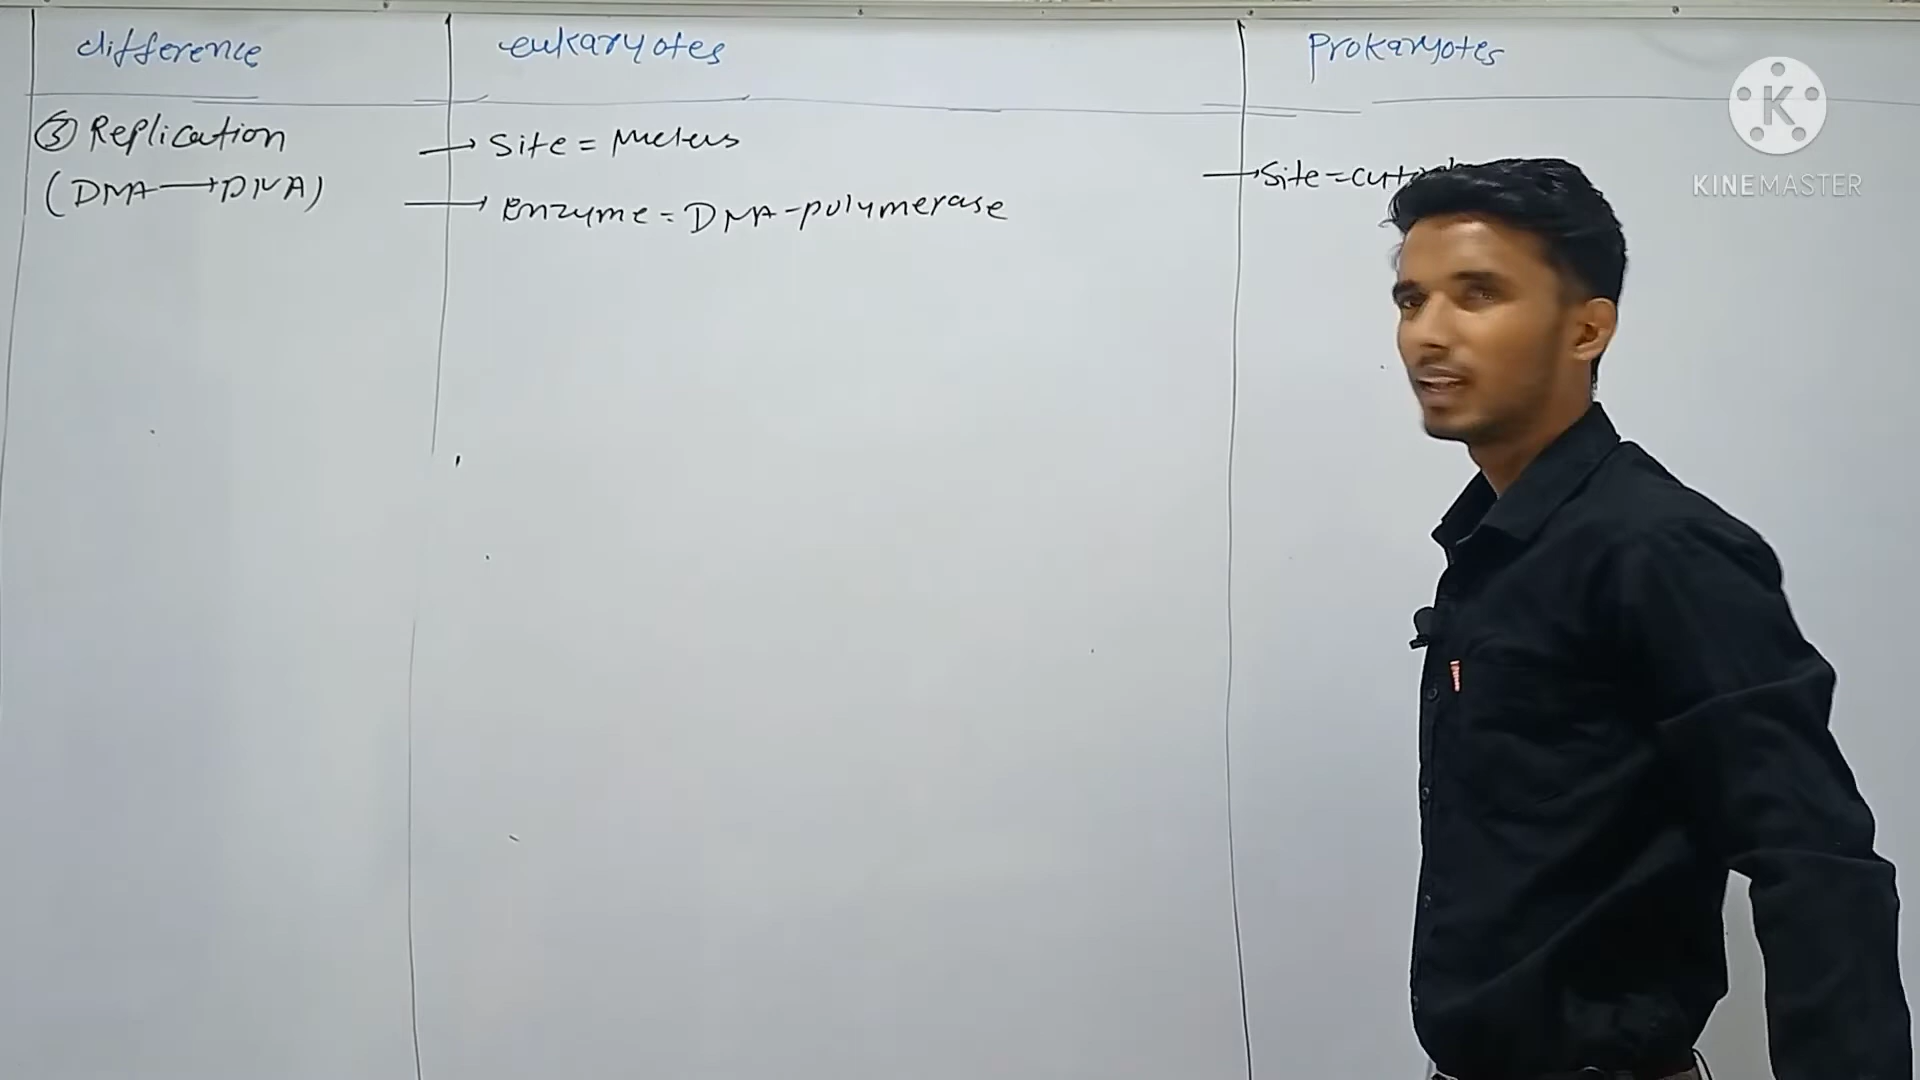 difference eukaryotes Prokaryotes
③ Replication → Site = Nucleus → Site =
(DNA → DNA) → Enzyme = DNA-polymerase
K
KINEMASTER